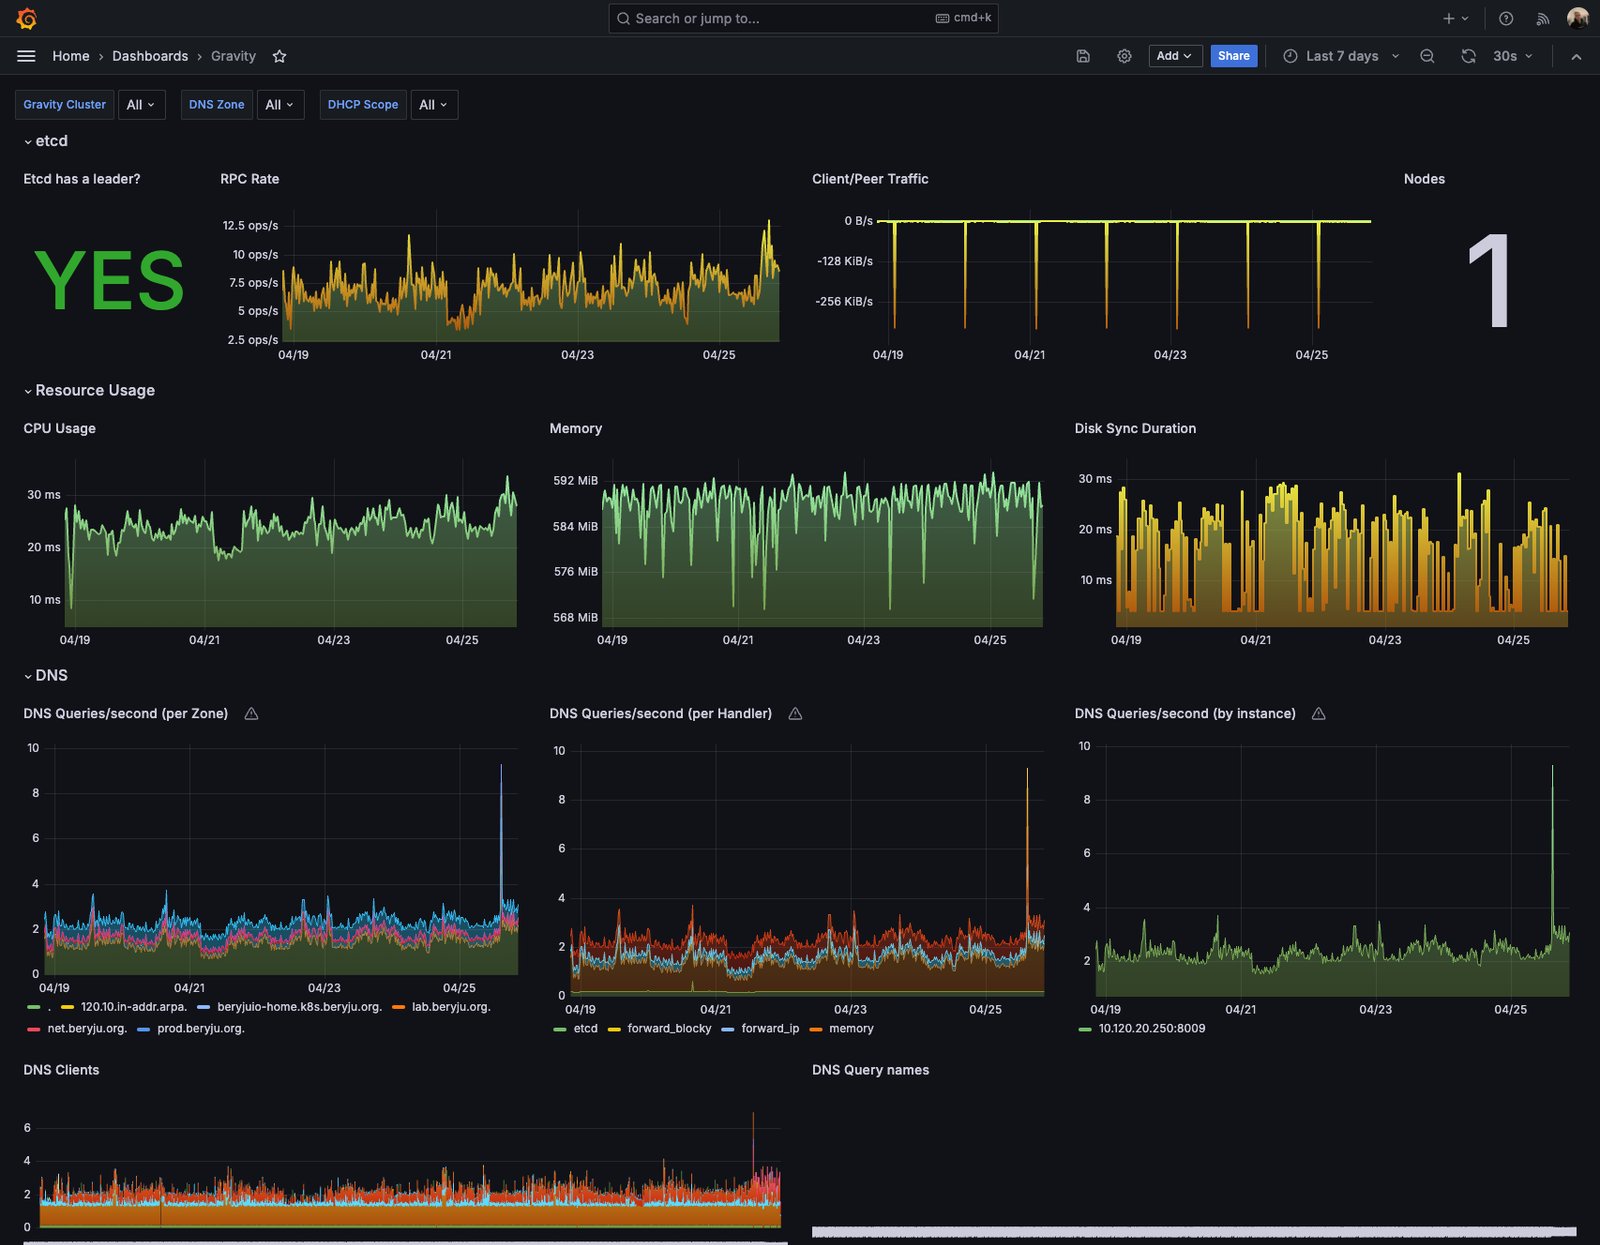 Search or jump to... cmd+k
Home › Dashboards › Gravity Add Share Last 7 days 30s
Gravity Cluster All DNS Zone All DHCP Scope All
etcd
Etcd has a leader? RPC Rate Client/Peer Traffic Nodes
YES
12.5 ops/s
10 ops/s
7.5 ops/s
5 ops/s
2.5 ops/s
04/19 04/21 04/23 04/25
0 B/s
-128 KiB/s
-256 KiB/s
04/19 04/21 04/23 04/25
1
Resource Usage
CPU Usage Memory Disk Sync Duration
30 ms
20 ms
10 ms
04/19 04/21 04/23 04/25
592 MiB
584 MiB
576 MiB
568 MiB
04/19 04/21 04/23 04/25
30 ms
20 ms
10 ms
04/19 04/21 04/23 04/25
DNS
DNS Queries/second (per Zone) DNS Queries/second (per Handler) DNS Queries/second (by instance)
10
8
6
4
2
0
04/19 04/21 04/23 04/25
. 120.10.in-addr.arpa. beryjuio-home.k8s.beryju.org. lab.beryju.org.
net.beryju.org. prod.beryju.org.
10
8
6
4
2
0
04/19 04/21 04/23 04/25
etcd forward_blocky forward_ip memory
10
8
6
4
2
04/19 04/21 04/23 04/25
10.120.20.250:8009
DNS Clients DNS Query names
6
4
2
0